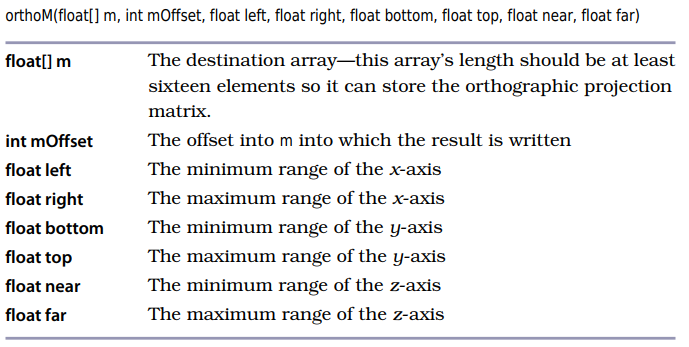 orthoM(float[] m, int mOffset, float left, float right, float bottom, float top, float near, float far)
float[] m The destination array—this array's length should be at least
sixteen elements so it can store the orthographic projection
matrix.
int mOffset The offset into m into which the result is written
float left The minimum range of the x-axis
float right The maximum range of the x-axis
float bottom The minimum range of the y-axis
float top The maximum range of the y-axis
float near The minimum range of the z-axis
float far The maximum range of the z-axis